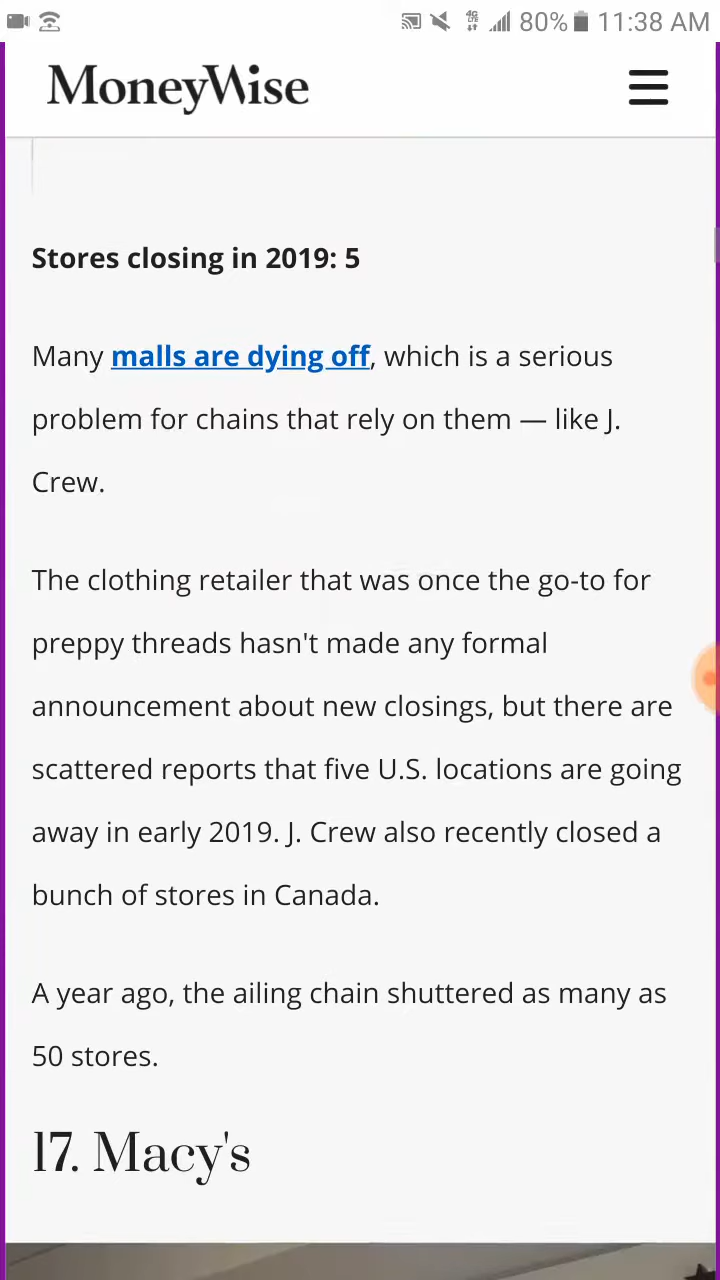 4G LTE 80% 11:38 AM
MoneyWise
Stores closing in 2019: 5
Many malls are dying off, which is a serious
problem for chains that rely on them — like J.
Crew.
The clothing retailer that was once the go-to for
preppy threads hasn't made any formal
announcement about new closings, but there are
scattered reports that five U.S. locations are going
away in early 2019. J. Crew also recently closed a
bunch of stores in Canada.
A year ago, the ailing chain shuttered as many as
50 stores.
17. Macy's